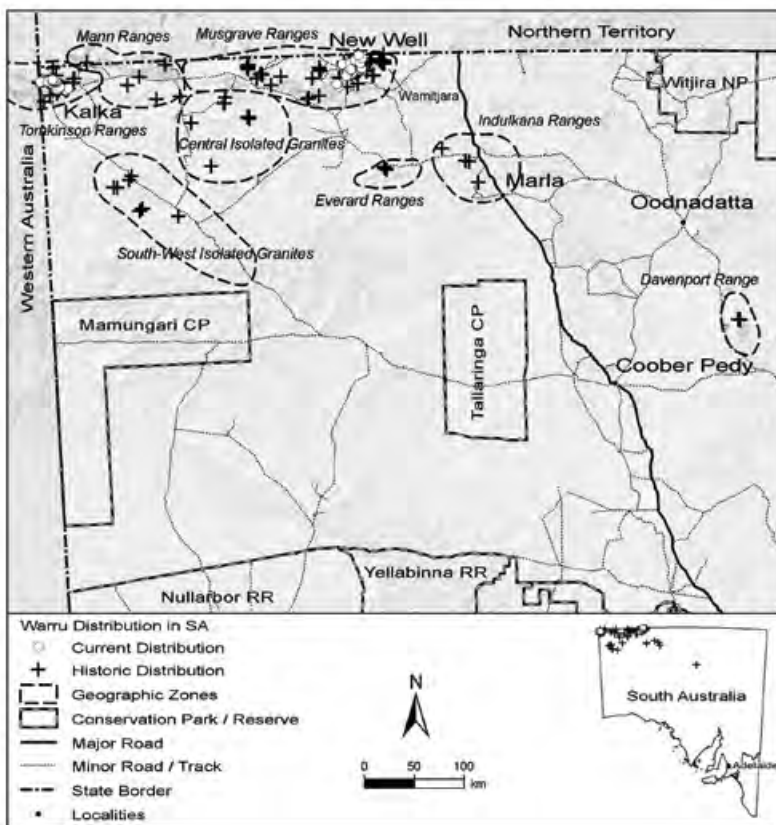 Mann Ranges
Musgrave Ranges
New Well
Northern Territory
Witjira NP
Wamitjara
Kalka
Tomkinson Ranges
Central Isolated Granites
Indulkana Ranges
Marla
Everard Ranges
Oodnadatta
Western Australia
South-West Isolated Granites
Davenport Range
Mamungari CP
Tallaringa CP
Coober Pedy
Yellabinna RR
Nullarbor RR
Warru Distribution in SA
Current Distribution
Historic Distribution
Geographic Zones
Conservation Park / Reserve
Major Road
Minor Road / Track
State Border
Localities
N
0 50 100
km
South Australia
Adelaide